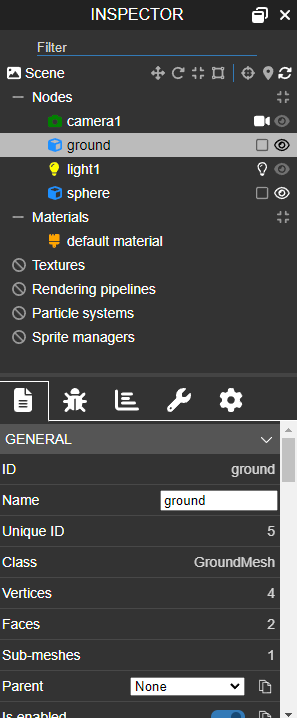 INSPECTOR
Filter
Scene
Nodes
camera1
ground
light1
sphere
Materials
default material
Textures
Rendering pipelines
Particle systems
Sprite managers
GENERAL
ID ground
Name ground
Unique ID 5
Class GroundMesh
Vertices 4
Faces 2
Sub-meshes 1
Parent None
Is enabled